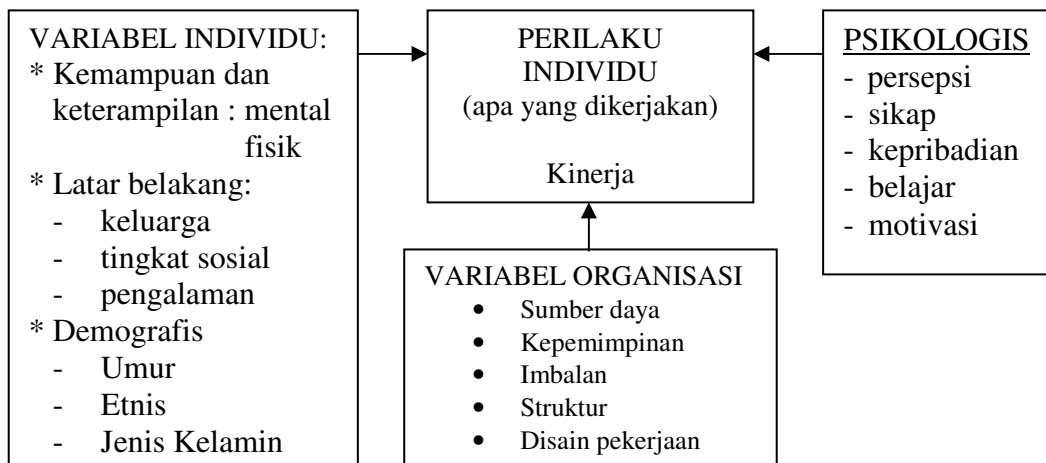 VARIABEL INDIVIDU:
* Kemampuan dan
keterampilan : mental
fisik
* Latar belakang:
- keluarga
- tingkat sosial
- pengalaman
* Demografis
- Umur
- Etnis
- Jenis Kelamin
PERILAKU
INDIVIDU
(apa yang dikerjakan)
Kinerja
PSIKOLOGIS
- persepsi
- sikap
- kepribadian
- belajar
- motivasi
VARIABEL ORGANISASI
• Sumber daya
• Kepemimpinan
• Imbalan
• Struktur
• Disain pekerjaan